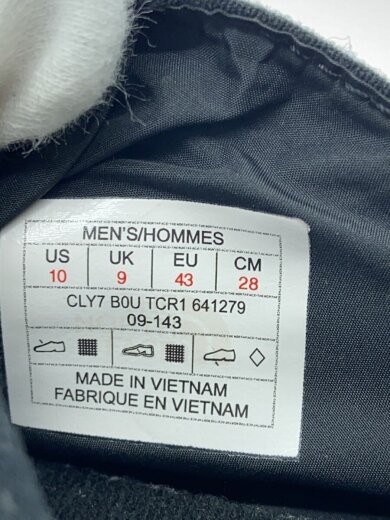 MEN'S/HOMMES
US UK EU CM
10 9 43 28
CLY7 B0U TCR1 641279
09-143
MADE IN VIETNAM
FABRIQUE EN VIETNAM